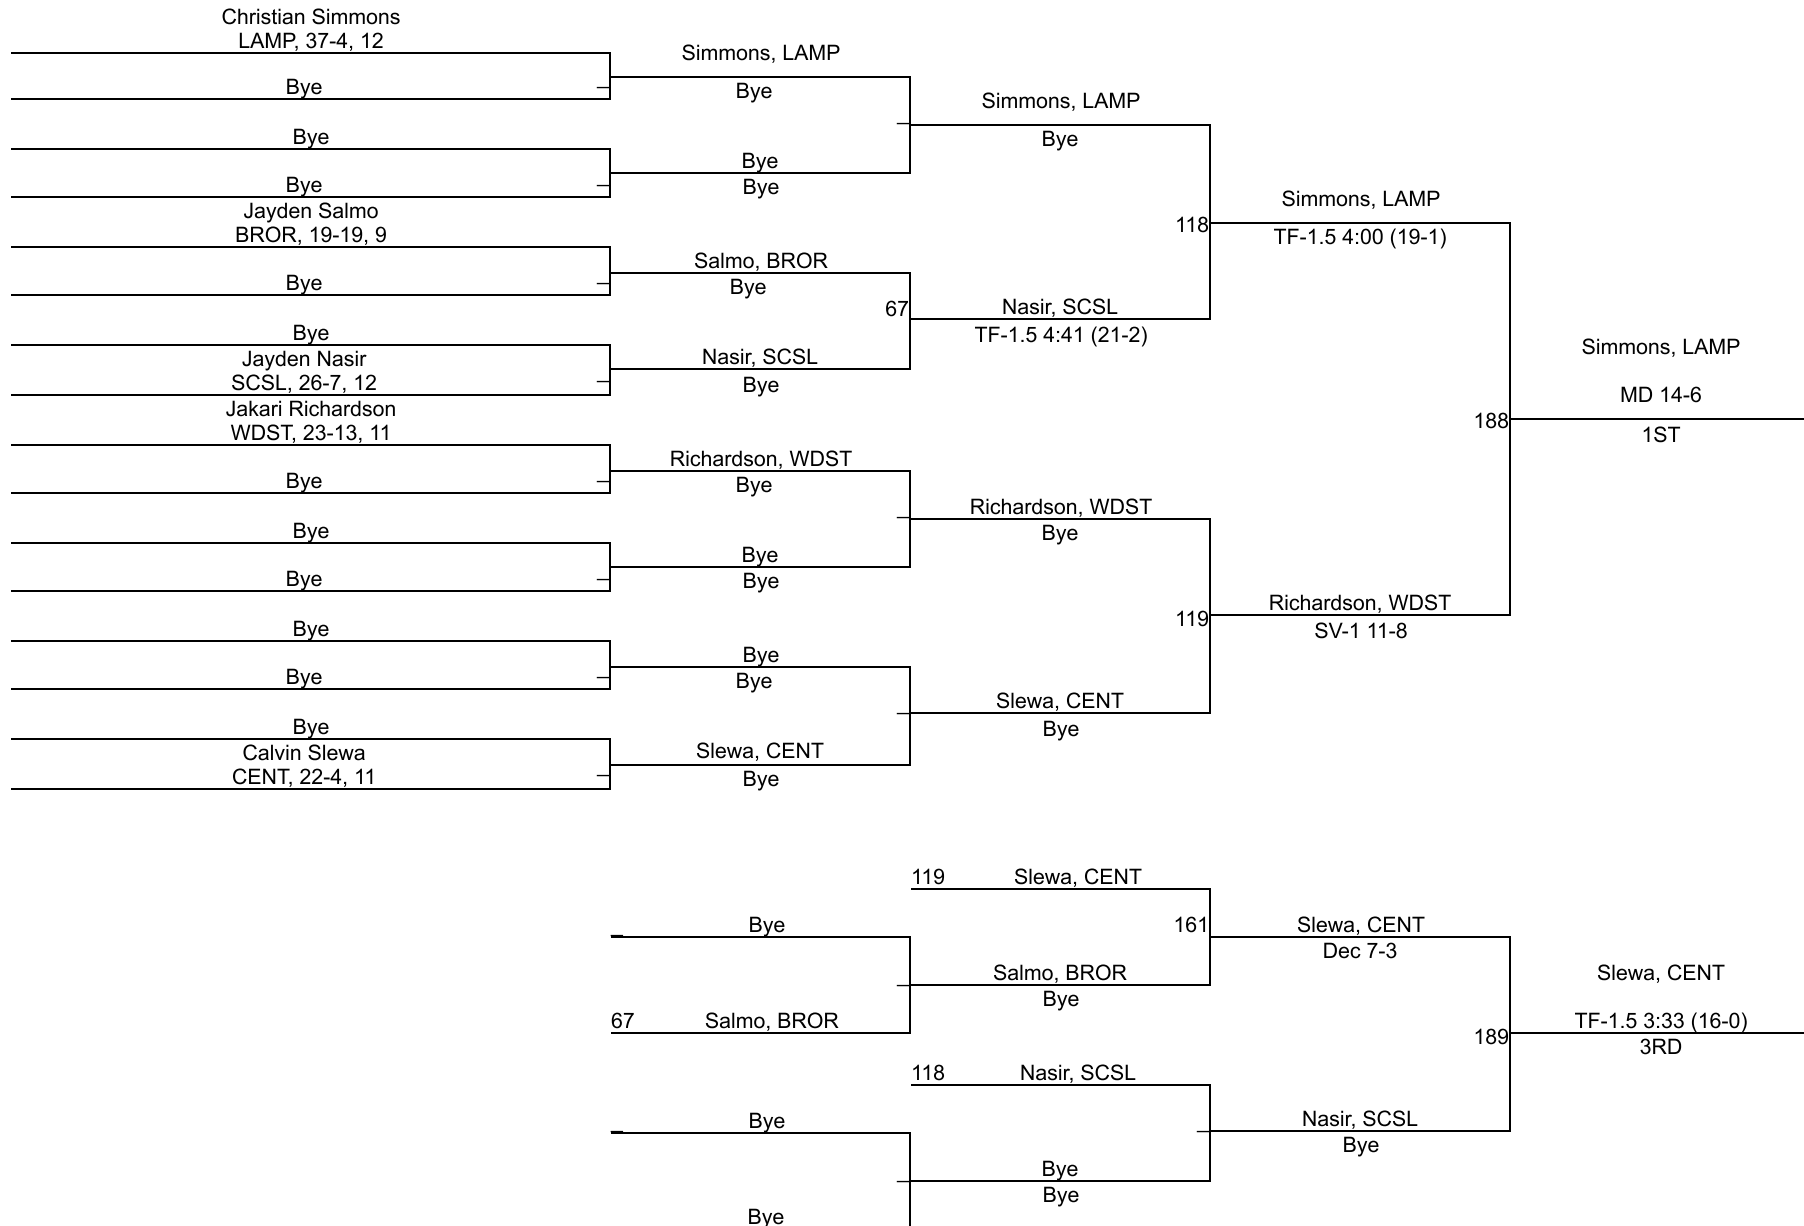 Christian Simmons
LAMP, 37-4, 12
Bye
Bye
Bye
Jayden Salmo
BROR, 19-19, 9
Bye
Bye
Jayden Nasir
SCSL, 26-7, 12
Jakari Richardson
WDST, 23-13, 11
Bye
Bye
Bye
Bye
Bye
Bye
Calvin Slewa
CENT, 22-4, 11
Simmons, LAMP
Bye
Bye
Bye
Salmo, BROR
Bye
67
Nasir, SCSL
Bye
Richardson, WDST
Bye
Bye
Bye
Bye
Bye
Slewa, CENT
Bye
Simmons, LAMP
Bye
118
Nasir, SCSL
TF-1.5 4:41 (21-2)
Richardson, WDST
Bye
119
Slewa, CENT
Bye
Simmons, LAMP
TF-1.5 4:00 (19-1)
188
Richardson, WDST
SV-1 11-8
Simmons, LAMP
MD 14-6
1ST
Bye
67 Salmo, BROR
Bye
Bye
119 Slewa, CENT
161
Salmo, BROR
Bye
118 Nasir, SCSL
Bye
Bye
Slewa, CENT
Dec 7-3
189
Nasir, SCSL
Bye
Slewa, CENT
TF-1.5 3:33 (16-0)
3RD